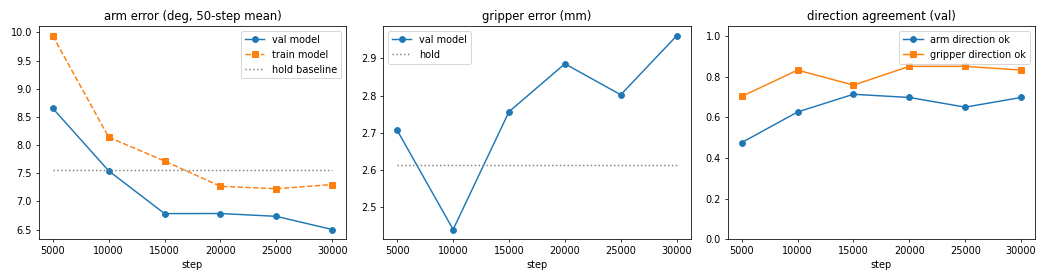 arm error (deg, 50-step mean)
10.0
9.5
9.0
8.5
8.0
7.5
7.0
6.5
val model
train model
hold baseline
5000 10000 15000 20000 25000 30000
step
gripper error (mm)
2.9
2.8
2.7
2.6
2.5
val model
hold
5000 10000 15000 20000 25000 30000
step
direction agreement (val)
1.0
0.8
0.6
0.4
0.2
0.0
arm direction ok
gripper direction ok
5000 10000 15000 20000 25000 30000
step